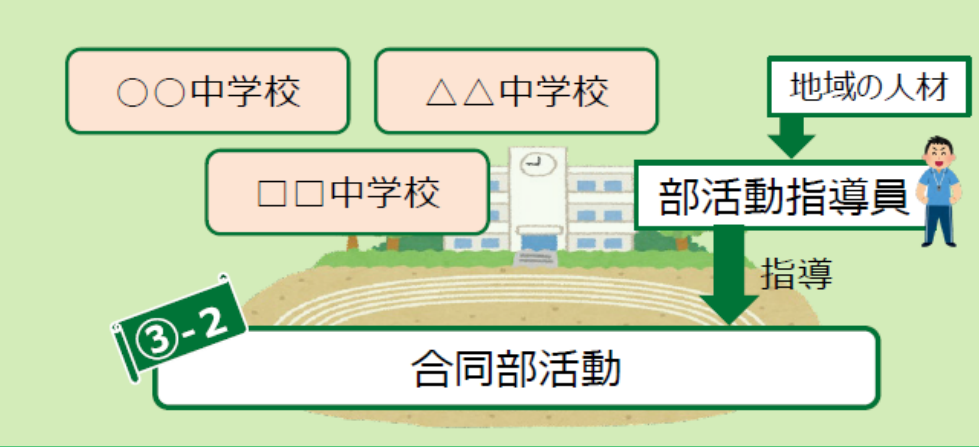 ○○中学校
△△中学校
地域の人材
□□中学校
部活動指導員
指導
③-2
合同部活動